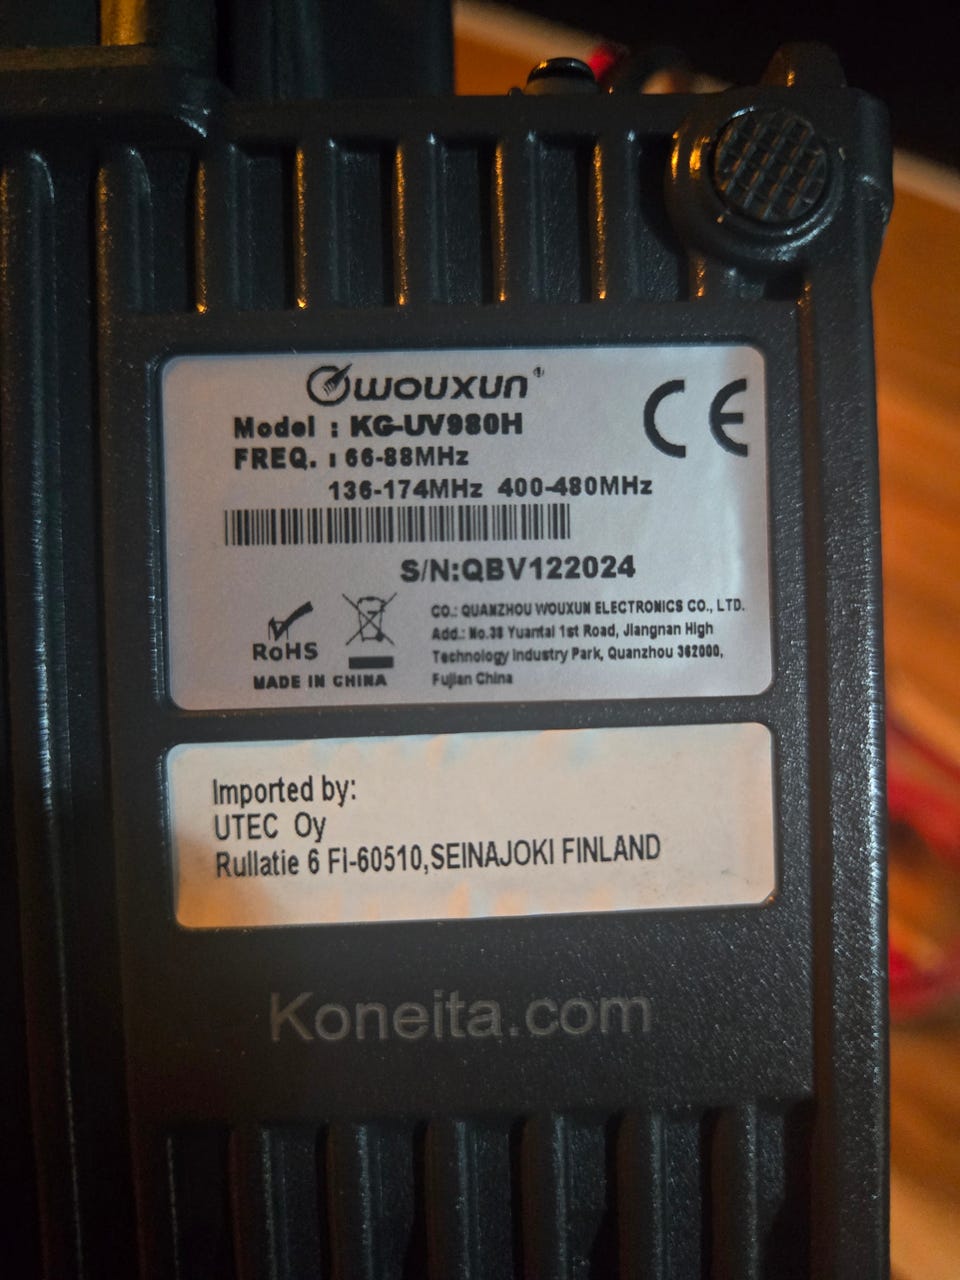 wouxun®
Model : KG-UV980H
FREQ. : 66-88MHz
136-174MHz 400-480MHz
S/N:QBV122024
CE
RoHS
MADE IN CHINA
CO.: QUANZHOU WOUXUN ELECTRONICS CO., LTD.
Add.: No.38 Yuantai 1st Road, Jiangnan High
Technology Industry Park, Quanzhou 362000,
Fujian China
Imported by:
UTEC Oy
Rullatie 6 FI-60510,SEINAJOKI FINLAND
Koneita.com